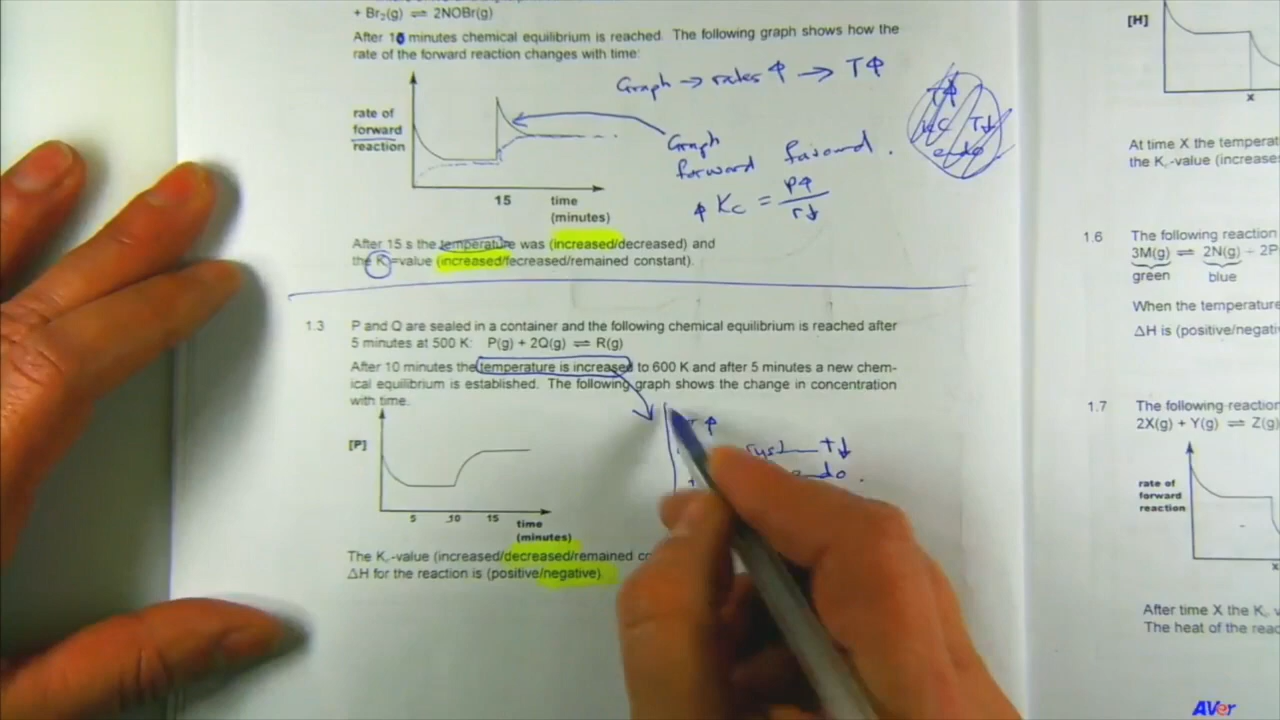 + Br₂(g) ⇌ 2NOBr(g)
After 10 minutes chemical equilibrium is reached. The following graph shows how the
rate of the forward reaction changes with time:
Graph → rates ↑ → T↑
rate of
forward
reaction
Graph
forward favored.
↑ Kc = P↑
r↓
15
time
(minutes)
T↑
Kc T↓
endo
After 15 s the temperature was (increased/decreased) and
the K =value (increased/fecreased/remained constant).
1.3 P and Q are sealed in a container and the following chemical equilibrium is reached after
5 minutes at 500 K: P(g) + 2Q(g) ⇌ R(g)
After 10 minutes the temperature is increased to 600 K and after 5 minutes a new chem-
ical equilibrium is established. The following graph shows the change in concentration
with time.
[P]
5 10 15
time
(minutes)
↑
syst T↓
do.
The Kc-value (increased/decreased/remained co
ΔH for the reaction is (positive/negative)
[H]
x
At time X the temperat
the Kc-value (increase
1.6 The following reaction
3M(g) ⇌ 2N(g) + 2P
green blue
When the temperature
ΔH is (positive/negati
1.7 The following reaction
2X(g) + Y(g) ⇌ Z(g)
rate of
forward
reaction
x
After time X the Kc v
The heat of the reac
AVer